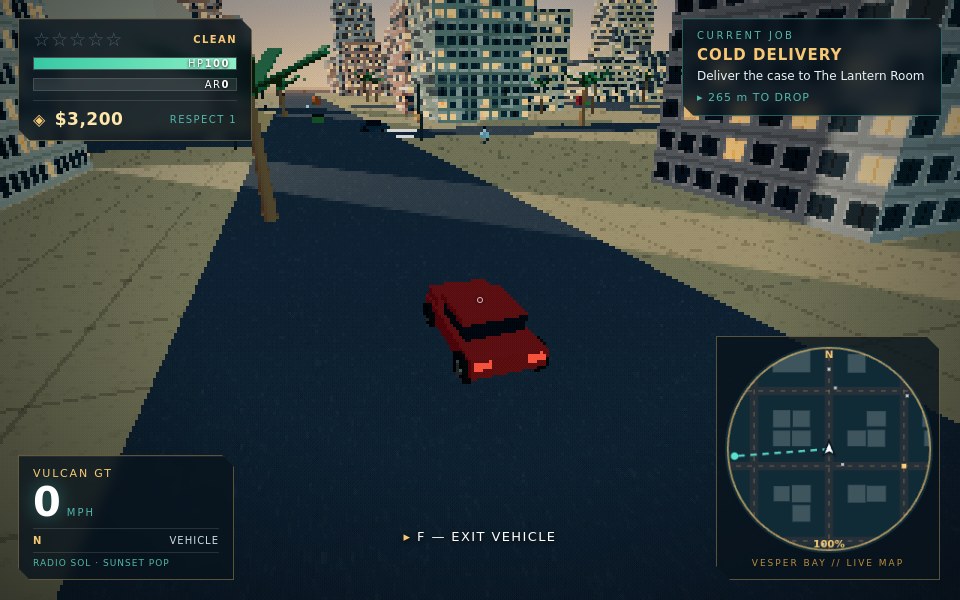 ☆☆☆☆☆ CLEAN
HP100
AR0
◈ $3,200 RESPECT 1
CURRENT JOB
COLD DELIVERY
Deliver the case to The Lantern Room
▸ 265 m TO DROP
VULCAN GT
0 MPH
N VEHICLE
RADIO SOL · SUNSET POP
▸ F — EXIT VEHICLE
N
100%
VESPER BAY // LIVE MAP